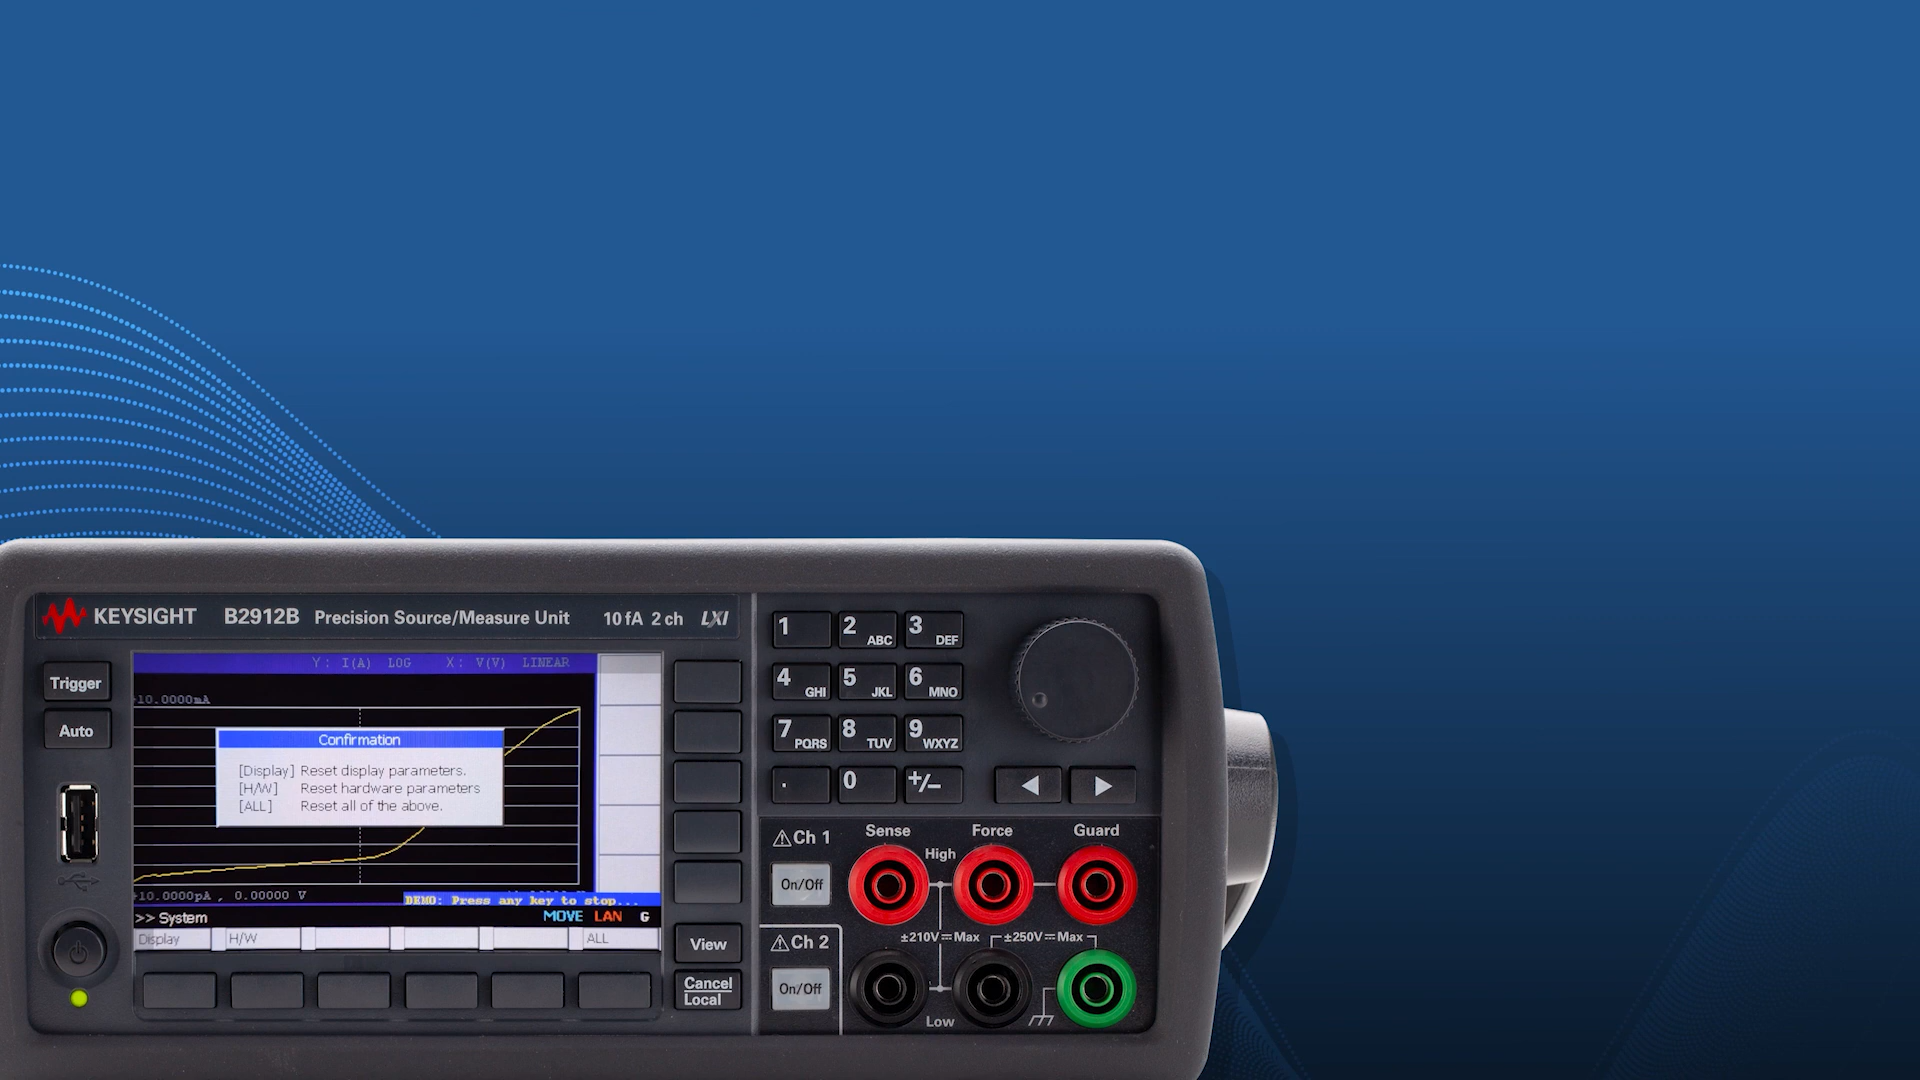 KEYSIGHT B2912B Precision Source/Measure Unit 10 fA 2 ch LXI
Trigger
Auto
Y: I(A) LOG X: V(V) LINEAR
10.0000mA
Confirmation
[Display] Reset display parameters.
[H/W] Reset hardware parameters
[ALL] Reset all of the above.
10.0000pA , 0.00000 V
DEMO: Press any key to stop...
>> System
MOVE LAN G
Display H/W ALL
View
Cancel
Local
1 2 ABC 3 DEF
4 GHI 5 JKL 6 MNO
7 PQRS 8 TUV 9 WXYZ
. 0 +/−
Ch 1
On/Off
Ch 2
On/Off
Sense Force Guard
High
±210V⎓Max ±250V⎓Max
Low